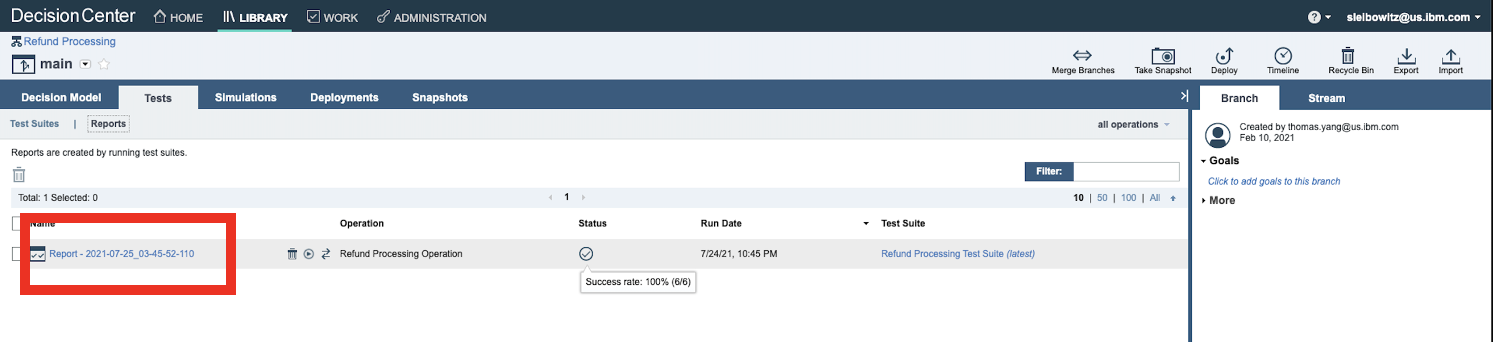 DecisionCenter HOME LIBRARY WORK ADMINISTRATION ? sleibowitz@us.ibm.com
Refund Processing
main
Merge Branches Take Snapshot Deploy Timeline Recycle Bin Export Import
Decision Model Tests Simulations Deployments Snapshots Branch Stream
Test Suites | Reports all operations
Created by thomas.yang@us.ibm.com
Feb 10, 2021
Reports are created by running test suites.
Goals
Filter:
Click to add goals to this branch
Total: 1 Selected: 0 1 10 | 50 | 100 | All
More
Name Operation Status Run Date Test Suite
Report - 2021-07-25_03-45-52-110 Refund Processing Operation 7/24/21, 10:45 PM Refund Processing Test Suite (latest)
Success rate: 100% (6/6)